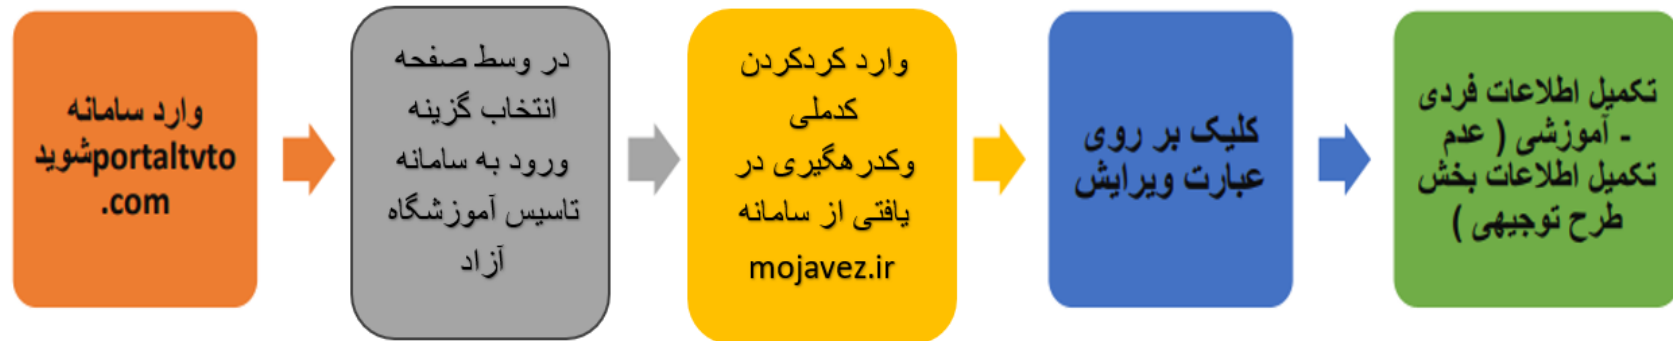 وارد سامانه
portaltvtoشوید
.com
در وسط صفحه
انتخاب گزینه
ورود به سامانه
تاسیس آموزشگاه
آزاد
وارد کردکردن
کدملی
وکدرهگیری در
یافتی از سامانه
mojavez.ir
کلیک بر روی
عبارت ویرایش
تکمیل اطلاعات فردی
- آموزشی ( عدم
تکمیل اطلاعات بخش
طرح توجیهی )